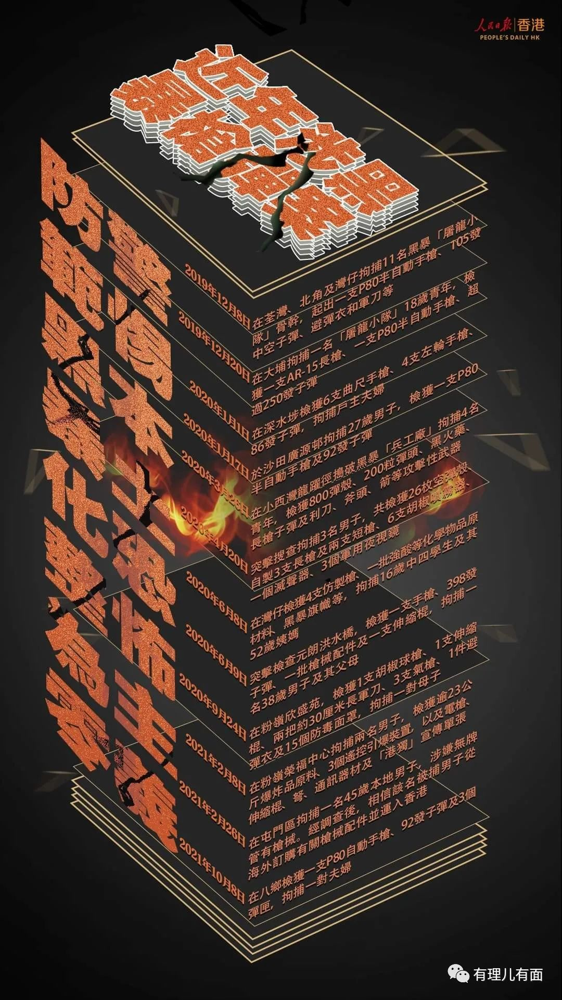 人民日報|香港
PEOPLE'S DAILY HK
近年涉黑
暴槍彈案
警惕本土恐怖主義
防範黑暴化整為零
2019年12月8日
在荃灣、北角及灣仔拘捕11名黑暴「屠龍小
隊」骨幹，起出一支P80半自動手槍、105發
中空子彈、避彈衣和軍刀等
2019年12月20日
在大埔拘捕一名「屠龍小隊」18歲青年，檢
獲一支AR-15長槍、一支P80半自動手槍、超
過250發子彈
2020年1月1日
在深水埗檢獲6支曲尺手槍、4支左輪手槍、
86發子彈，拘捕戶主夫婦
2020年1月17日
於沙田廣源邨拘捕27歲男子，檢獲一支P80
半自動手槍及92發子彈
2020年3月26日
在小西灣龍躍徑搗破黑暴「兵工廠」拘捕4名
青年，檢獲800彈殼、200粒彈頭、黑火藥、
長槍子彈及利刀、斧頭、箭等攻擊性武器
2020年4月20日
突擊搜查拘捕3名男子，共檢獲26枚空彈殼、
自製3支長槍及兩支短槍、6支胡椒噴霧器、
一個滅聲器、3個軍用夜視鏡
2020年6月8日
在灣仔檢獲4支仿製槍、一批強酸等化學物品原
材料、黑暴旗幟等，拘捕16歲中四學生及其
52歲姨媽
2020年6月9日
突擊檢查元朗洪水橋，檢獲一支手槍、398發
子彈、一批槍械配件及一支伸縮棍，拘捕一
名38歲男子及其父母
2020年9月24日
在粉嶺欣盛苑，檢獲1支胡椒球槍、1支伸縮
棍、兩把約30厘米長軍刀、3支氣槍、1件避
彈衣及15個防毒面罩，拘捕一對母子
2021年2月8日
在粉嶺榮福中心拘捕兩名男子，檢獲逾23公
斤爆炸品原料、3個遙控引爆裝置，以及電槍、
伸縮棍、弩、通訊器材及「港獨」宣傳單張
2021年2月26日
在屯門區拘捕一名45歲本地男子，涉嫌無牌
管有槍械。經調查後，相信該名被捕男子從
海外訂購有關槍械配件並運入香港
2021年10月8日
在八鄉檢獲一支P80自動手槍、92發子彈及3個
彈匣，拘捕一對夫婦
有理儿有面